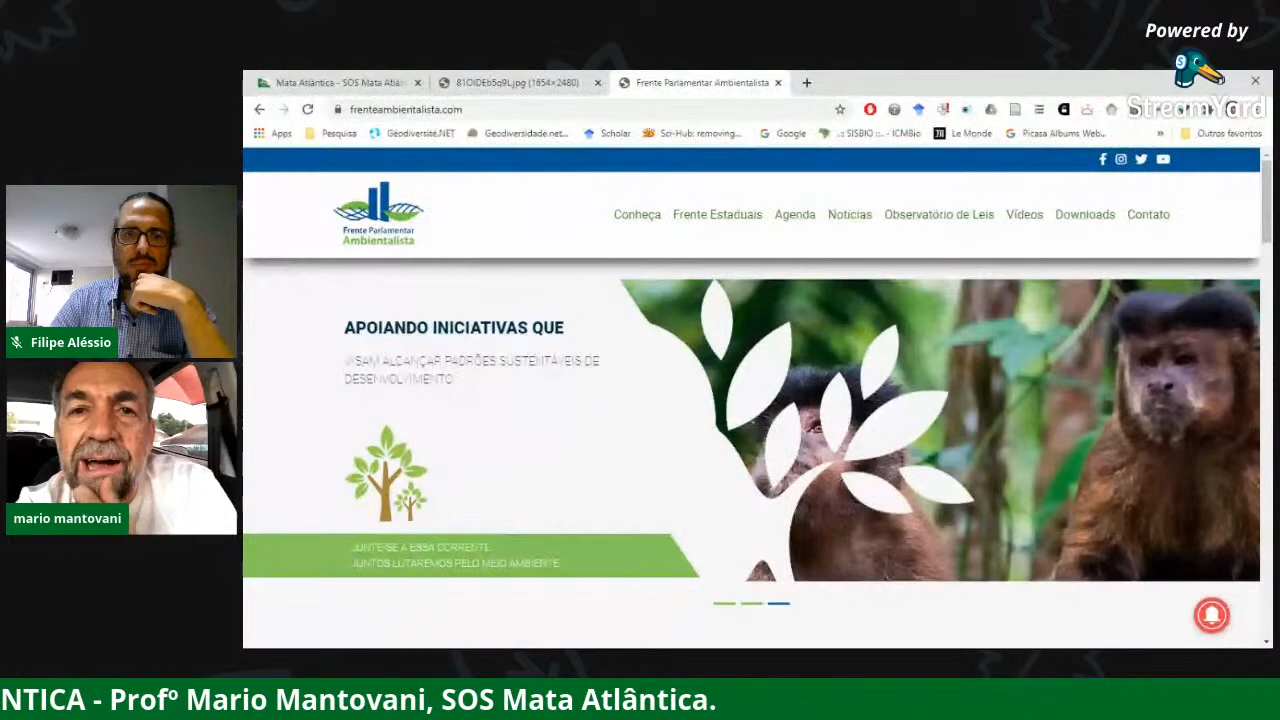 Powered by
StreamYard
Mata Atlântica - SOS Mata Atlân
81OIDEb5q9L.jpg (1654×2480)
Frente Parlamentar Ambientalista
frenteambientalista.com
Apps
Pesquisa
Geodiversité.NET
Geodiversidade.net...
Scholar
Sci-Hub: removing...
Google
.:: SISBIO ::. - ICMBio
Le Monde
Picasa Albums Web...
»
Outros favoritos
Frente Parlamentar
Ambientalista
Conheça
Frente Estaduais
Agenda
Notícias
Observatório de Leis
Vídeos
Downloads
Contato
APOIANDO INICIATIVAS QUE
VISAM ALCANÇAR PADRÕES SUSTENTÁVEIS DE
DESENVOLVIMENTO
JUNTE-SE A ESSA CORRENTE.
JUNTOS LUTAREMOS PELO MEIO AMBIENTE
Filipe Aléssio
mario mantovani
NTICA - Profº Mario Mantovani, SOS Mata Atlântica.